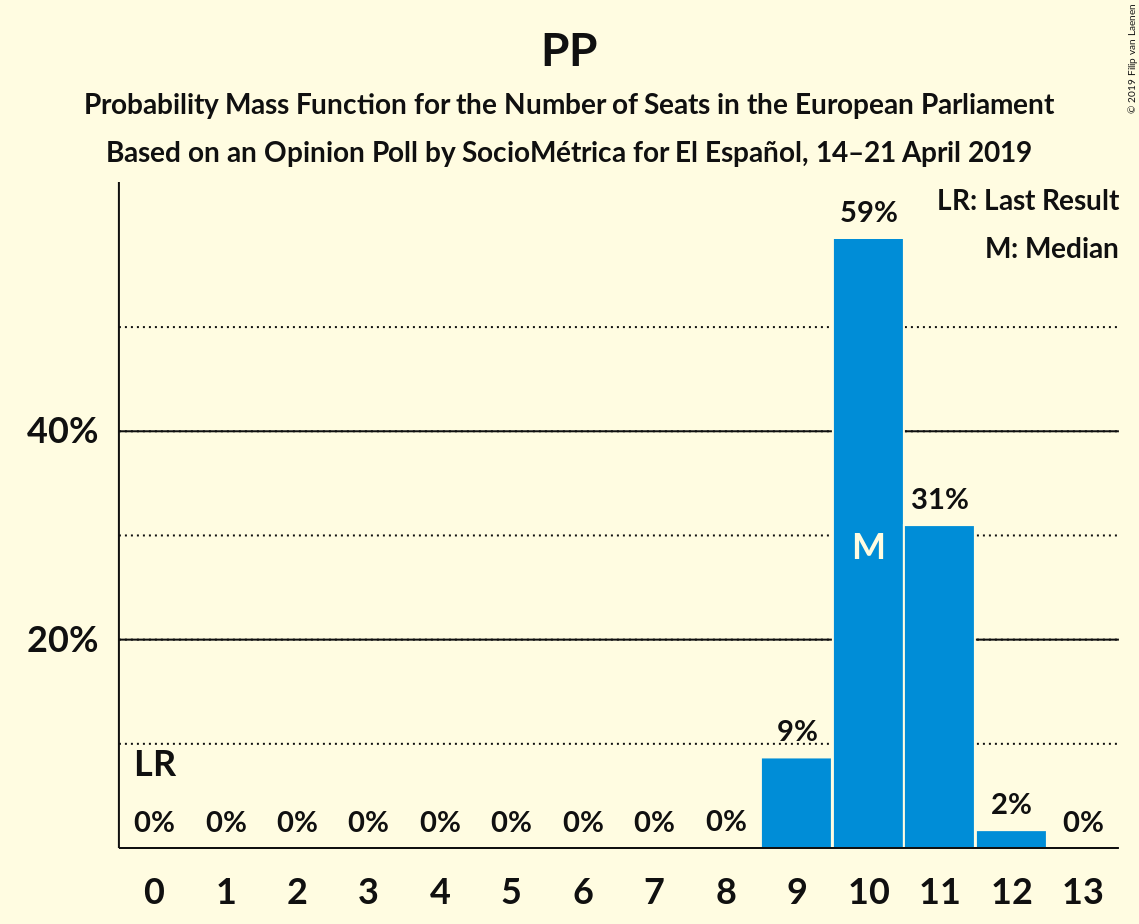 PP
Probability Mass Function for the Number of Seats in the European Parliament
Based on an Opinion Poll by SocioMétrica for El Español, 14–21 April 2019
© 2019 Filip van Laenen
LR: Last Result
M: Median
59%
40%
31%
M
20%
9%
LR
2%
0% 0% 0% 0% 0% 0% 0% 0% 0% 0%
0 1 2 3 4 5 6 7 8 9 10 11 12 13